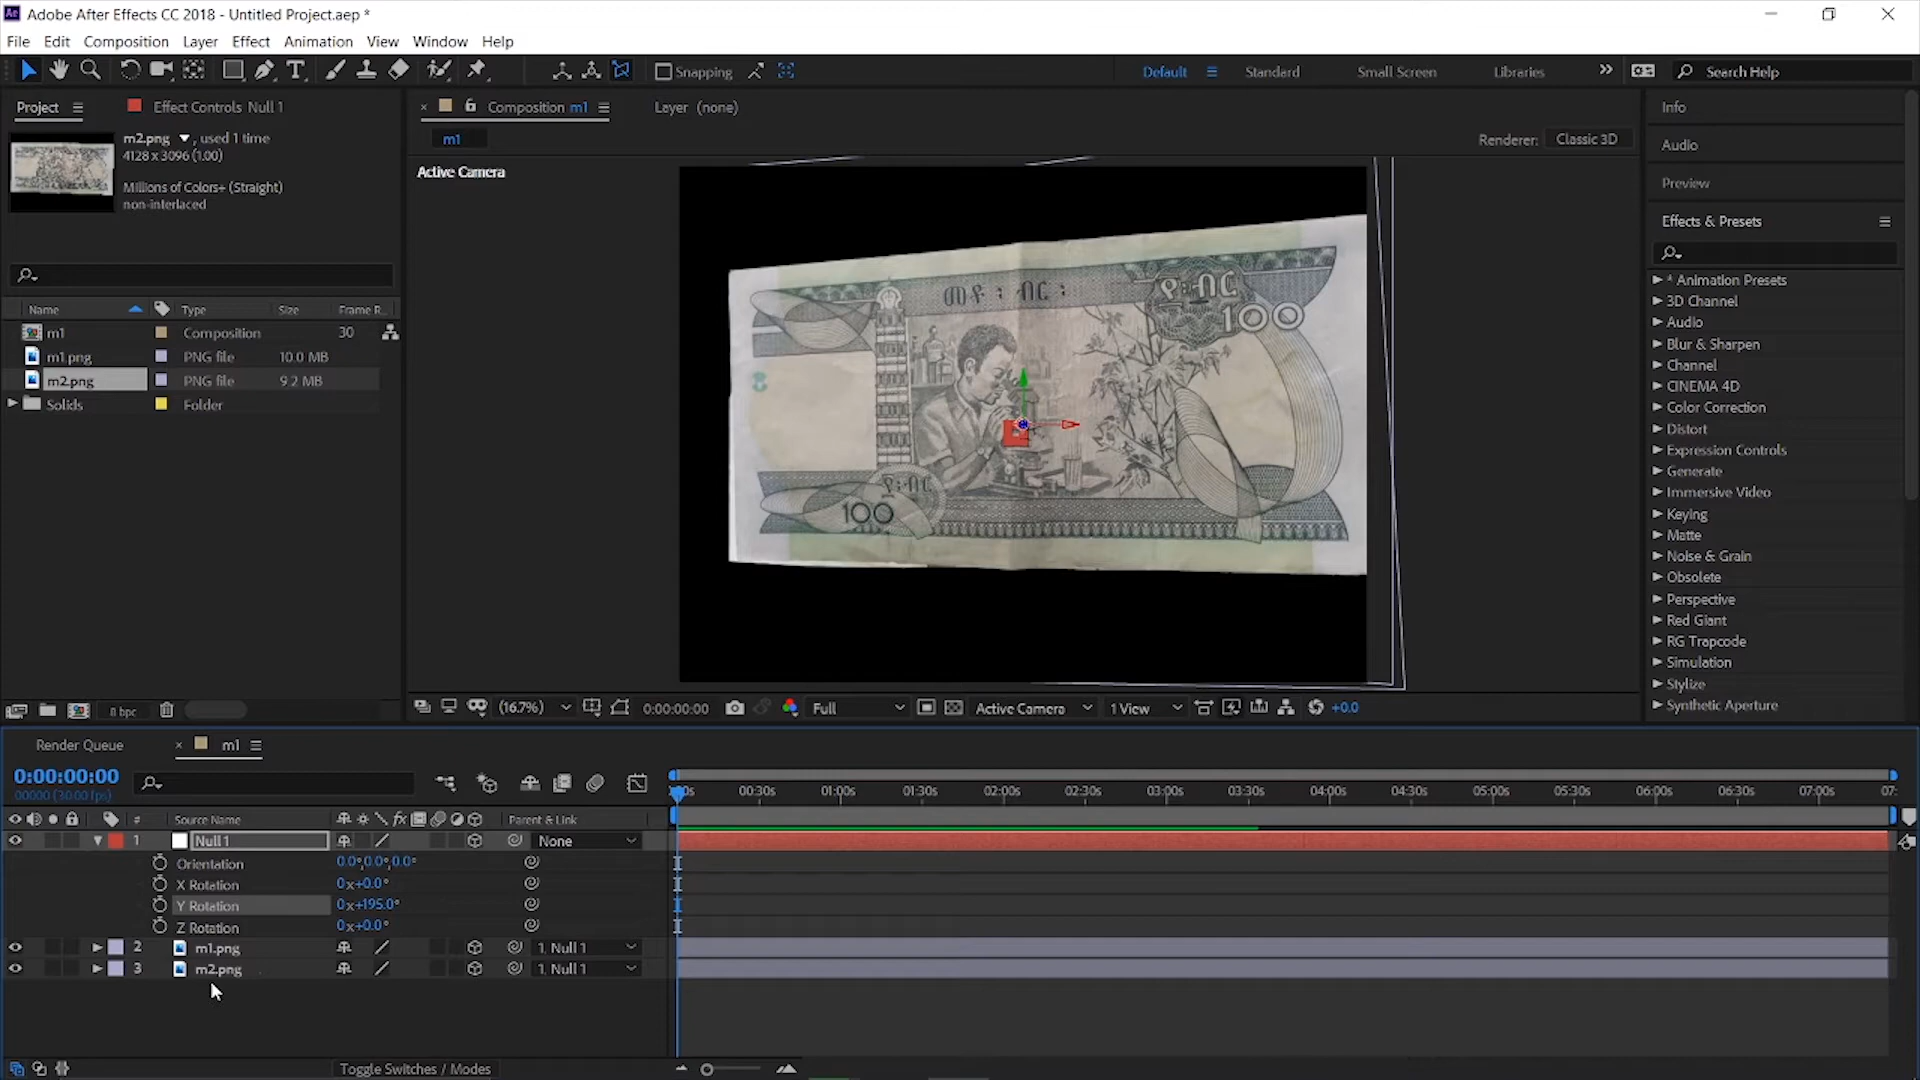 Adobe After Effects CC 2018 - Untitled Project.aep *
File Edit Composition Layer Effect Animation View Window Help
Snapping
Default
Standard
Small Screen
Libraries
Search Help
Project
Effect Controls Null 1
m2.png , used 1 time
4128 x 3096 (1.00)
Millions of Colors+ (Straight)
non-interlaced
Name Type Size Frame R...
m1 Composition 30
m1.png PNG file 10.0 MB
m2.png PNG file 9.2 MB
Solids Folder
8 bpc
Composition m1
Layer (none)
m1
Renderer: Classic 3D
Active Camera
መቶ ፡ ብር ፡
100
100
(16.7%) 0:00:00:00 Full Active Camera 1 View +0.0
Info
Audio
Preview
Effects & Presets
* Animation Presets
3D Channel
Audio
Blur & Sharpen
Channel
CINEMA 4D
Color Correction
Distort
Expression Controls
Generate
Immersive Video
Keying
Matte
Noise & Grain
Obsolete
Perspective
Red Giant
RG Trapcode
Simulation
Stylize
Synthetic Aperture
Render Queue
m1
0:00:00:00
00000 (30.00 fps)
00:30s 01:00s 01:30s 02:00s 02:30s 03:00s 03:30s 04:00s 04:30s 05:00s 05:30s 06:00s 06:30s 07:00s 07:
# Source Name Parent & Link
1 Null 1 None
Orientation 0.0°,0.0°,0.0°
X Rotation 0x+0.0°
Y Rotation 0x+195.0°
Z Rotation 0x+0.0°
2 m1.png 1. Null 1
3 m2.png 1. Null 1
Toggle Switches / Modes